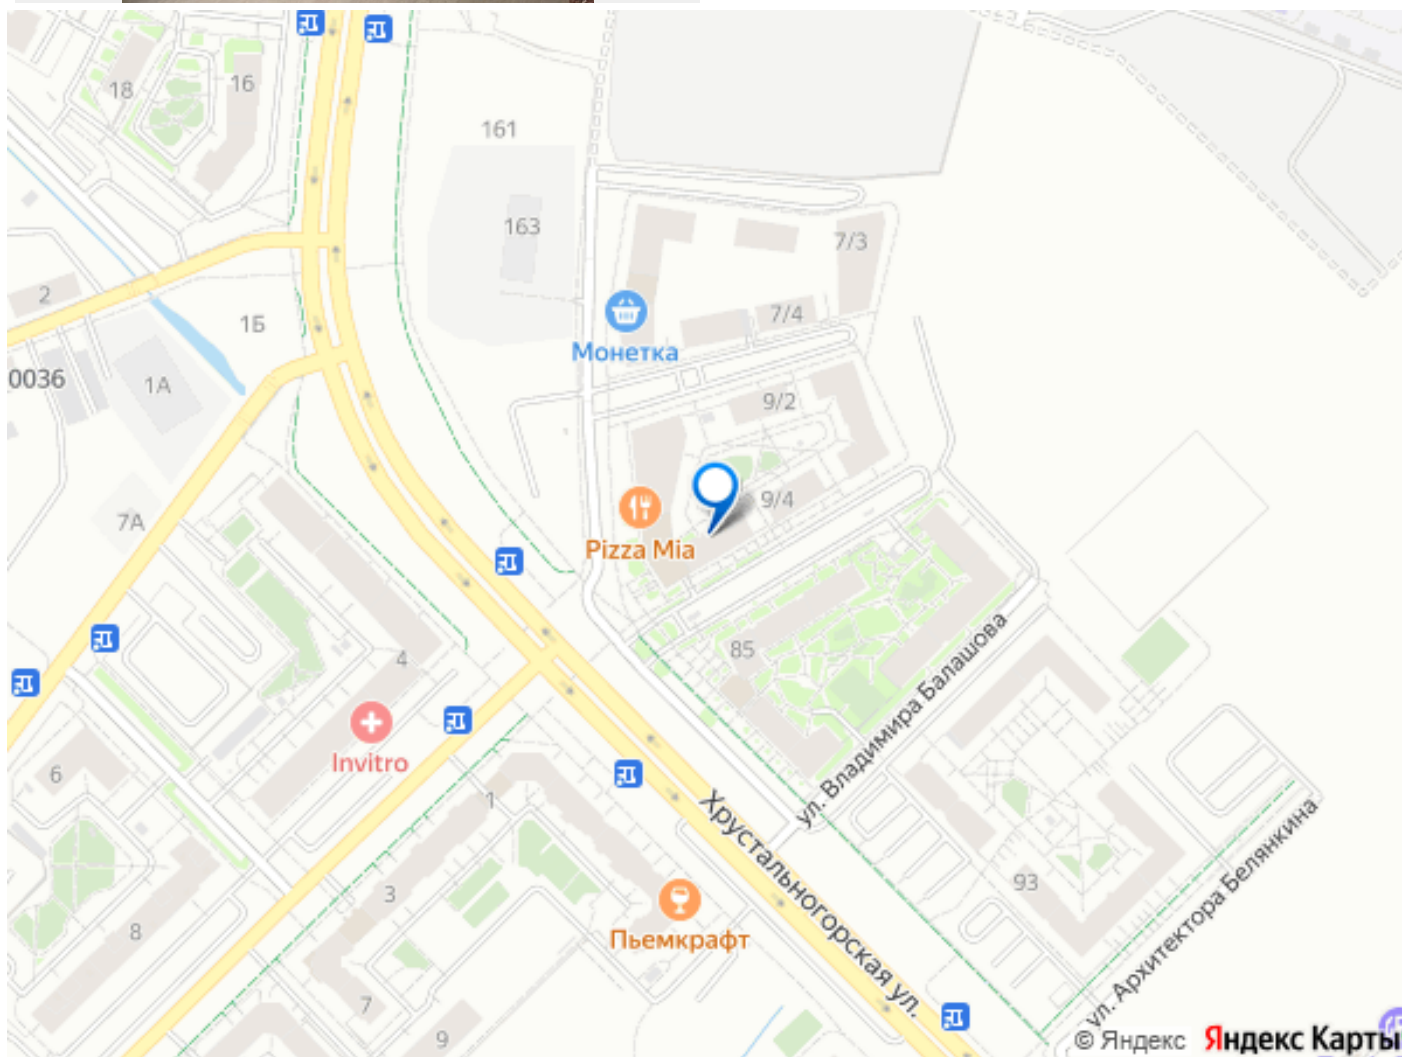 18
16
161
163
7/3
2
1Б
7/4
Монетка
0036
1А
9/2
9/4
7А
Pizza Mia
85
4
ул. Владимира Балашова
Invitro
6
1
Хрустальногорская ул.
93
3
ул. Архитектора Белянкина
8
Пьемкрафт
7
9
© Яндекс Яндекс Карты